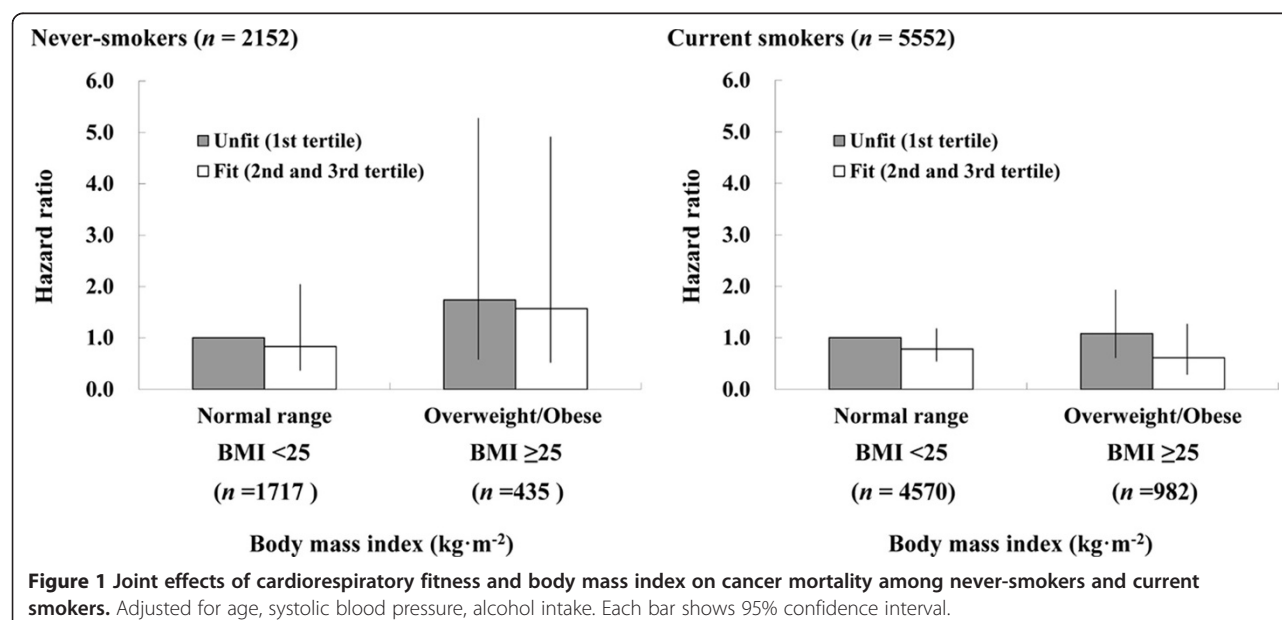 Never-smokers (n = 2152)
6.0
5.0
4.0
3.0
2.0
1.0
0.0
Hazard ratio
Unfit (1st tertile)
Fit (2nd and 3rd tertile)
Normal range
Overweight/Obese
BMI <25
BMI ≥25
(n =1717 )
(n =435 )
Body mass index (kg·m⁻²)
Current smokers (n = 5552)
6.0
5.0
4.0
3.0
2.0
1.0
0.0
Hazard ratio
Unfit (1st tertile)
Fit (2nd and 3rd tertile)
Normal range
Overweight/Obese
BMI <25
BMI ≥25
(n = 4570)
(n =982)
Body mass index (kg·m⁻²)
Figure 1 Joint effects of cardiorespiratory fitness and body mass index on cancer mortality among never-smokers and current
smokers. Adjusted for age, systolic blood pressure, alcohol intake. Each bar shows 95% confidence interval.